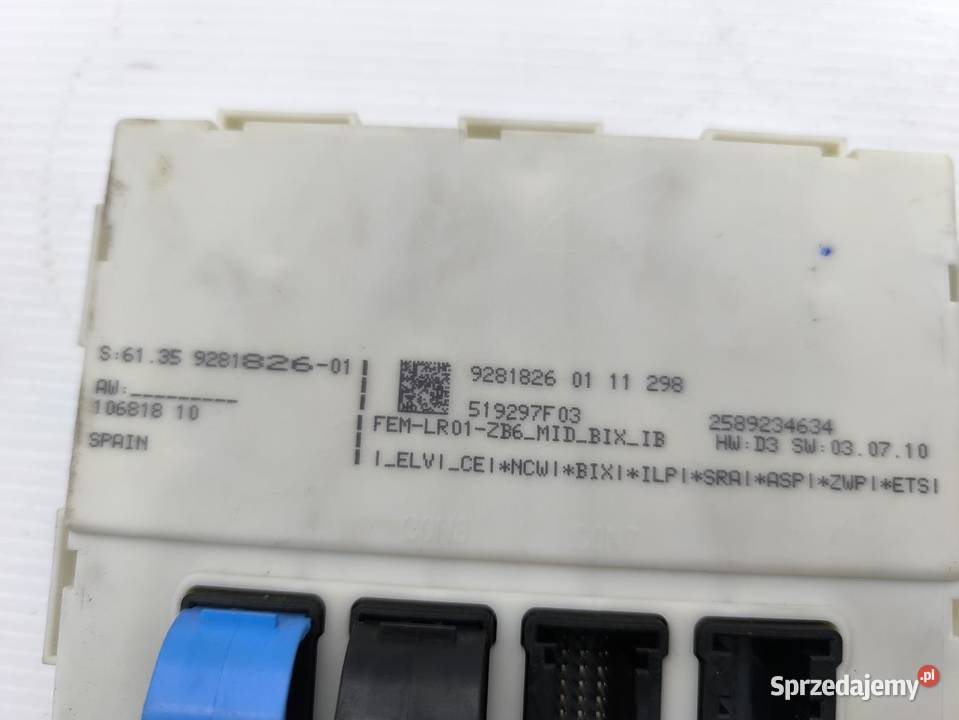 S:61.35 9281826-01
AW:_________
106818 10
SPAIN
9281826 01 11 298
519297F03
2589234634
FEM-LR01-ZB6_MID_BIX_IB
HW:D3 SW:03.07.10
|_ELV|_CE|*NCW|*BIX|*ILP|*SRA|*ASP|*ZWP|*ETS|
Sprzedajemy.pl